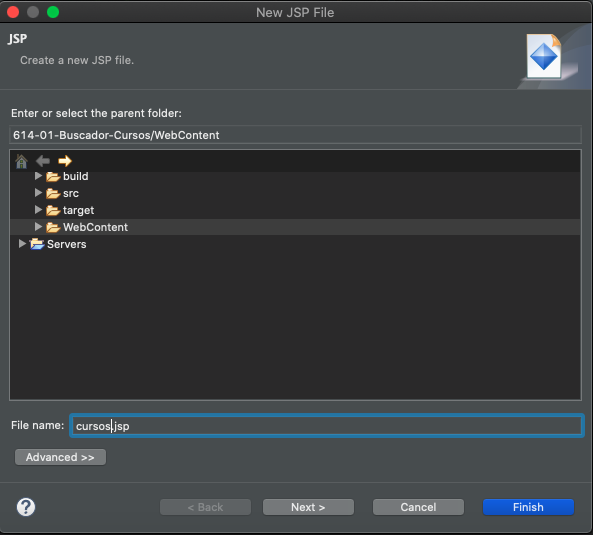 New JSP File
JSP
Create a new JSP file.
Enter or select the parent folder:
614-01-Buscador-Cursos/WebContent
build
src
target
WebContent
Servers
File name: cursos.jsp
Advanced >>
? < Back Next > Cancel Finish